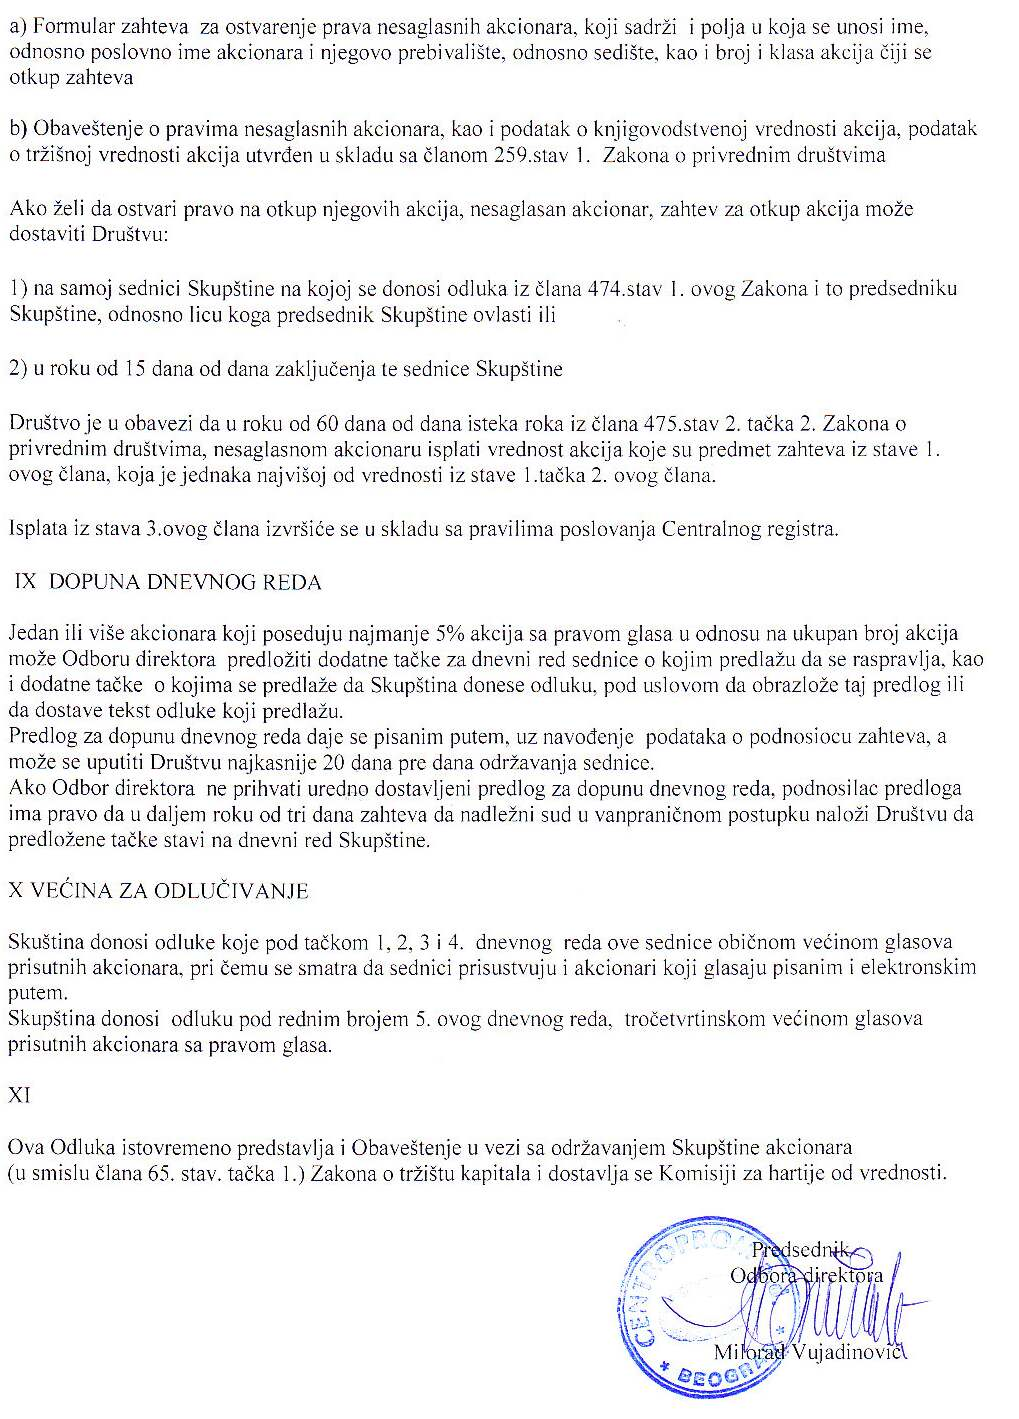 a) Formular zahteva  za ostvarenje prava nesaglasnih akcionara, koji sadrži  i polja u koja se unosi ime,
odnosno poslovno ime akcionara i njegovo prebivalište, odnosno sedište, kao i broj i klasa akcija čiji se
otkup zahteva
b) Obaveštenje o pravima nesaglasnih akcionara, kao i podatak o knjigovodstvenoj vrednosti akcija, podatak
o tržišnoj vrednosti akcija utvrđen u skladu sa članom 259.stav 1.  Zakona o privrednim društvima
Ako želi da ostvari pravo na otkup njegovih akcija, nesaglasan akcionar, zahtev za otkup akcija može
dostaviti Društvu:
1) na samoj sednici Skupštine na kojoj se donosi odluka iz člana 474.stav 1. ovog Zakona i to predsedniku
Skupštine, odnosno licu koga predsednik Skupštine ovlasti ili
2) u roku od 15 dana od dana zaključenja te sednice Skupštine
Društvo je u obavezi da u roku od 60 dana od dana isteka roka iz člana 475.stav 2. tačka 2. Zakona o
privrednim društvima, nesaglasnom akcionaru isplati vrednost akcija koje su predmet zahteva iz stave 1.
ovog člana, koja je jednaka najvišoj od vrednosti iz stave 1.tačka 2. ovog člana.
Isplata iz stava 3.ovog člana izvršiće se u skladu sa pravilima poslovanja Centralnog registra.
IX  DOPUNA DNEVNOG REDA
Jedan ili više akcionara koji poseduju najmanje 5% akcija sa pravom glasa u odnosu na ukupan broj akcija
može Odboru direktora  predložiti dodatne tačke za dnevni red sednice o kojim predlažu da se raspravlja, kao
i dodatne tačke  o kojima se predlaže da Skupština donese odluku, pod uslovom da obrazlože taj predlog ili
da dostave tekst odluke koji predlažu.
Predlog za dopunu dnevnog reda daje se pisanim putem, uz navođenje  podataka o podnosiocu zahteva, a
može se uputiti Društvu najkasnije 20 dana pre dana održavanja sednice.
Ako Odbor direktora  ne prihvati uredno dostavljeni predlog za dopunu dnevnog reda, podnosilac predloga
ima pravo da u daljem roku od tri dana zahteva da nadležni sud u vanpraničnom postupku naloži Društvu da
predložene tačke stavi na dnevni red Skupštine.
X VEĆINA ZA ODLUČIVANJE
Skuština donosi odluke koje pod tačkom 1, 2, 3 i 4.  dnevnog  reda ove sednice običnom većinom glasova
prisutnih akcionara, pri čemu se smatra da sednici prisustvuju i akcionari koji glasaju pisanim i elektronskim
putem.
Skupština donosi  odluku pod rednim brojem 5. ovog dnevnog reda,  tročetvrtinskom većinom glasova
prisutnih akcionara sa pravom glasa.
XI
Ova Odluka istovremeno predstavlja i Obaveštenje u vezi sa održavanjem Skupštine akcionara
(u smislu člana 65. stav. tačka 1.) Zakona o tržištu kapitala i dostavlja se Komisiji za hartije od vrednosti.
Predsednik
Odbora direktora
Milorad Vujadinović
* BEOGRAD *